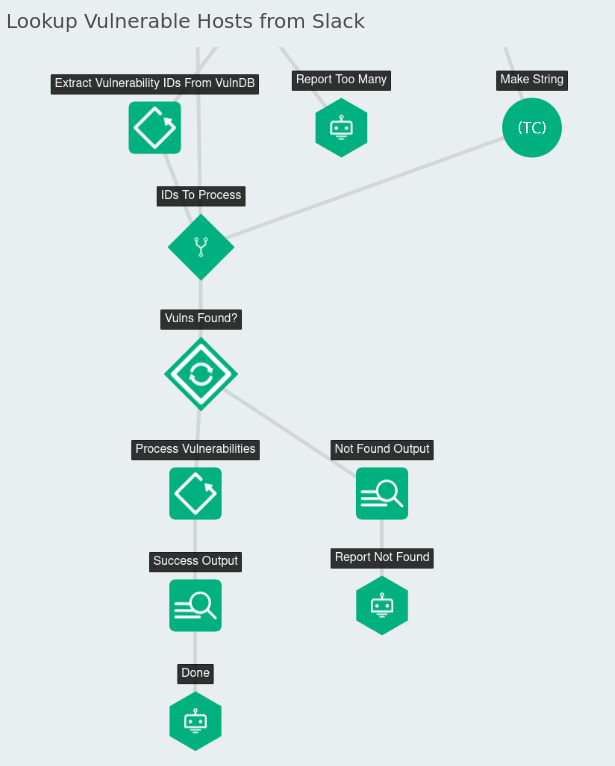 Lookup Vulnerable Hosts from Slack
Report Too Many
Make String
Extract Vulnerability IDs From VulnDB
(TC)
IDs To Process
Vulns Found?
Process Vulnerabilities
Not Found Output
Report Not Found
Success Output
Done